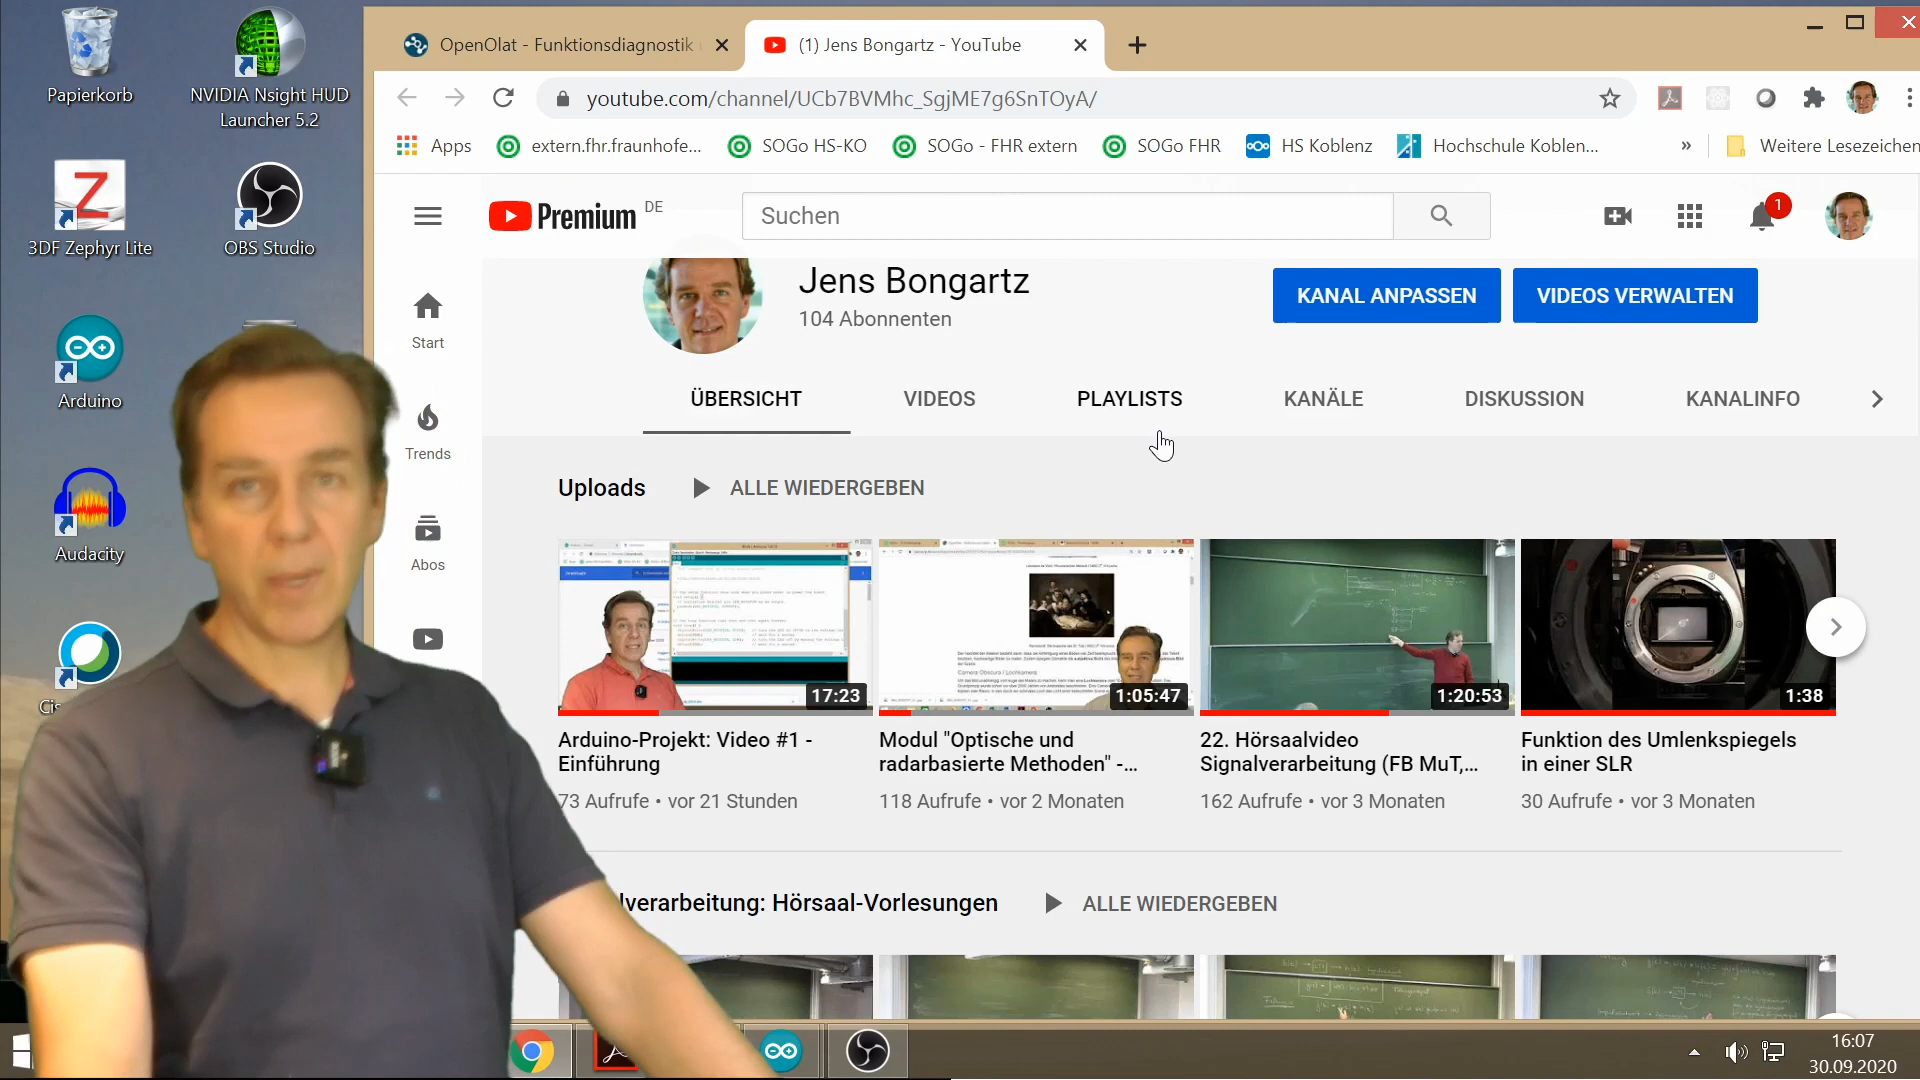 Papierkorb
NVIDIA Nsight HUD
Launcher 5.2
3DF Zephyr Lite
OBS Studio
Arduino
Audacity
OpenOlat - Funktionsdiagnostik
(1) Jens Bongartz - YouTube
youtube.com/channel/UCb7BVMhc_SgjME7g6SnTOyA/
Apps
extern.fhr.fraunhofe...
SOGo HS-KO
SOGo - FHR extern
SOGo FHR
HS Koblenz
Hochschule Koblen...
»
Weitere Lesezeichen
Premium DE
Suchen
1
Start
Trends
Abos
Jens Bongartz
104 Abonnenten
KANAL ANPASSEN
VIDEOS VERWALTEN
ÜBERSICHT
VIDEOS
PLAYLISTS
KANÄLE
DISKUSSION
KANALINFO
Uploads
ALLE WIEDERGEBEN
17:23
1:05:47
1:20:53
1:38
Arduino-Projekt: Video #1 -
Einführung
73 Aufrufe • vor 21 Stunden
Modul "Optische und
radarbasierte Methoden" -...
118 Aufrufe • vor 2 Monaten
22. Hörsaalvideo
Signalverarbeitung (FB MuT,...
162 Aufrufe • vor 3 Monaten
Funktion des Umlenkspiegels
in einer SLR
30 Aufrufe • vor 3 Monaten
lverarbeitung: Hörsaal-Vorlesungen
ALLE WIEDERGEBEN
16:07
30.09.2020